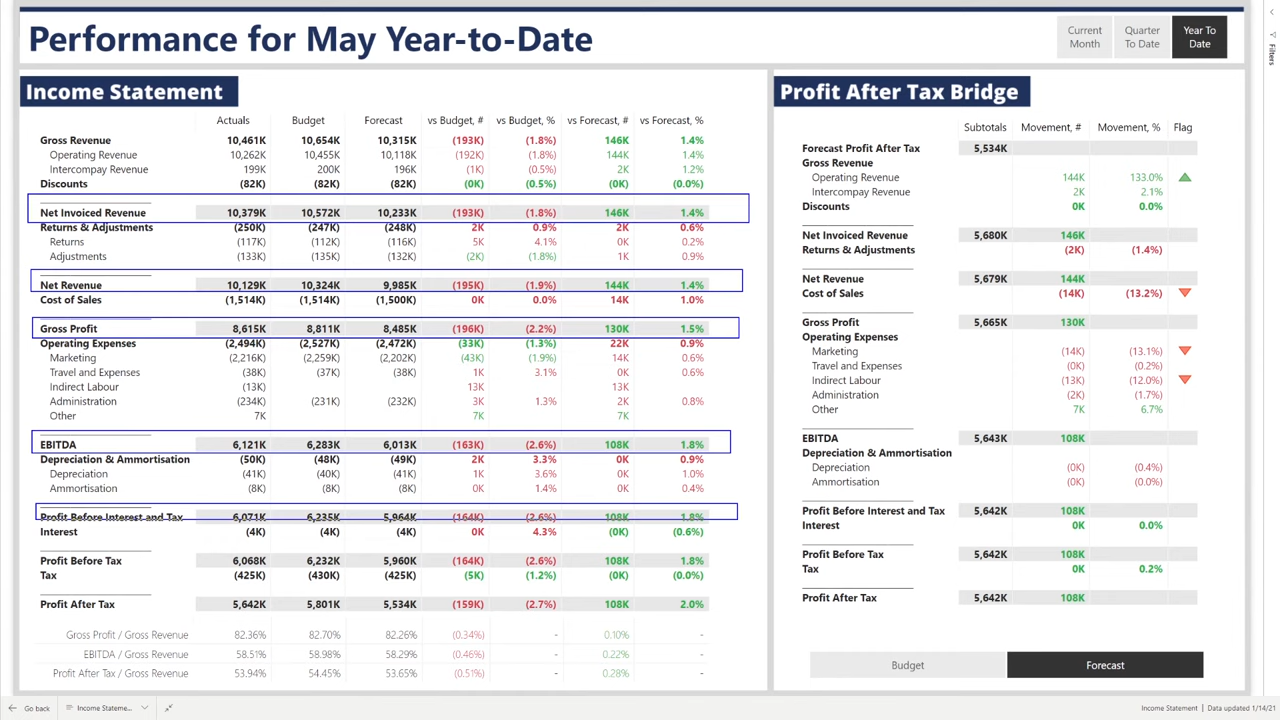 Performance for May Year-to-Date
Current Month
Quarter To Date
Year To Date
Filters
Income Statement
Actuals Budget Forecast vs Budget, # vs Budget, % vs Forecast, # vs Forecast, %
Gross Revenue 10,461K 10,654K 10,315K (193K) (1.8%) 146K 1.4%
Operating Revenue 10,262K 10,455K 10,118K (192K) (1.8%) 144K 1.4%
Intercompay Revenue 199K 200K 196K (1K) (0.5%) 2K 1.2%
Discounts (82K) (82K) (82K) (0K) (0.5%) (0K) (0.0%)
Net Invoiced Revenue 10,379K 10,572K 10,233K (193K) (1.8%) 146K 1.4%
Returns & Adjustments (250K) (247K) (248K) 2K 0.9% 2K 0.6%
Returns (117K) (112K) (116K) 5K 4.1% 0K 0.2%
Adjustments (133K) (135K) (132K) (2K) (1.8%) 1K 0.9%
Net Revenue 10,129K 10,324K 9,985K (195K) (1.9%) 144K 1.4%
Cost of Sales (1,514K) (1,514K) (1,500K) 0K 0.0% 14K 1.0%
Gross Profit 8,615K 8,811K 8,485K (196K) (2.2%) 130K 1.5%
Operating Expenses (2,494K) (2,527K) (2,472K) (33K) (1.3%) 22K 0.9%
Marketing (2,216K) (2,259K) (2,202K) (43K) (1.9%) 14K 0.6%
Travel and Expenses (38K) (37K) (38K) 1K 3.1% 0K 0.6%
Indirect Labour (13K) 13K 13K
Administration (234K) (231K) (232K) 3K 1.3% 2K 0.8%
Other 7K 7K 7K
EBITDA 6,121K 6,283K 6,013K (163K) (2.6%) 108K 1.8%
Depreciation & Ammortisation (50K) (48K) (49K) 2K 3.3% 0K 0.9%
Depreciation (41K) (40K) (41K) 1K 3.6% 0K 1.0%
Ammortisation (8K) (8K) (8K) 0K 1.4% 0K 0.4%
Profit Before Interest and Tax 6,071K 6,235K 5,964K (164K) (2.6%) 108K 1.8%
Interest (4K) (4K) (4K) 0K 4.3% (0K) (0.6%)
Profit Before Tax 6,068K 6,232K 5,960K (164K) (2.6%) 108K 1.8%
Tax (425K) (430K) (425K) (5K) (1.2%) (0K) (0.0%)
Profit After Tax 5,642K 5,801K 5,534K (159K) (2.7%) 108K 2.0%
Gross Profit / Gross Revenue 82.36% 82.70% 82.26% (0.34%) - 0.10% -
EBITDA / Gross Revenue 58.51% 58.98% 58.29% (0.46%) - 0.22% -
Profit After Tax / Gross Revenue 53.94% 54.45% 53.65% (0.51%) - 0.28% -
Profit After Tax Bridge
Subtotals Movement, # Movement, % Flag
Forecast Profit After Tax 5,534K
Gross Revenue
Operating Revenue 144K 133.0%
Intercompay Revenue 2K 2.1%
Discounts 0K 0.0%
Net Invoiced Revenue 5,680K 146K
Returns & Adjustments (2K) (1.4%)
Net Revenue 5,679K 144K
Cost of Sales (14K) (13.2%)
Gross Profit 5,665K 130K
Operating Expenses
Marketing (14K) (13.1%)
Travel and Expenses (0K) (0.2%)
Indirect Labour (13K) (12.0%)
Administration (2K) (1.7%)
Other 7K 6.7%
EBITDA 5,643K 108K
Depreciation & Ammortisation
Depreciation (0K) (0.4%)
Ammortisation (0K) (0.0%)
Profit Before Interest and Tax 5,642K 108K
Interest 0K 0.0%
Profit Before Tax 5,642K 108K
Tax 0K 0.2%
Profit After Tax 5,642K 108K
Budget Forecast
Go back Income Stateme... Income Statement | Data updated 1/14/21